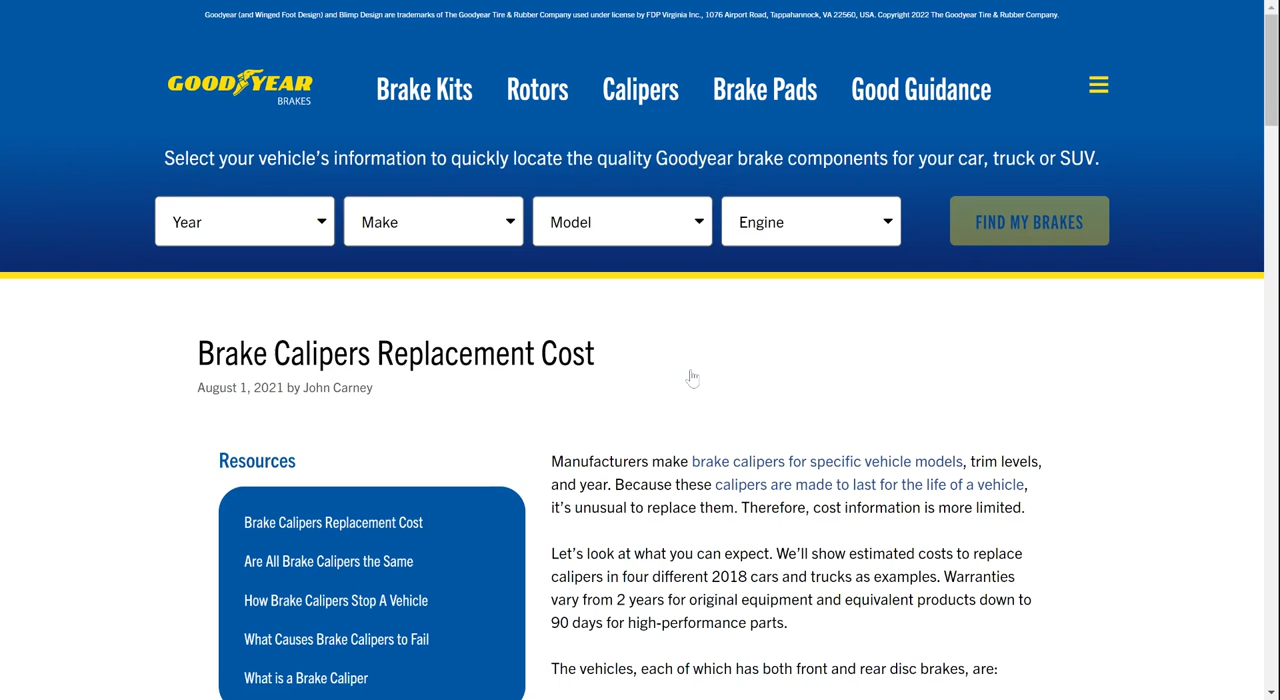 Goodyear (and Winged Foot Design) and Blimp Design are trademarks of The Goodyear Tire & Rubber Company used under license by FDP Virginia Inc., 1076 Airport Road, Tappahannock, VA 22560, USA. Copyright 2022 The Goodyear Tire & Rubber Company.
GOODYEAR
BRAKES
Brake Kits
Rotors
Calipers
Brake Pads
Good Guidance
Select your vehicle's information to quickly locate the quality Goodyear brake components for your car, truck or SUV.
Year
Make
Model
Engine
FIND MY BRAKES
Brake Calipers Replacement Cost
August 1, 2021 by John Carney
Resources
Brake Calipers Replacement Cost
Are All Brake Calipers the Same
How Brake Calipers Stop A Vehicle
What Causes Brake Calipers to Fail
What is a Brake Caliper
Manufacturers make brake calipers for specific vehicle models, trim levels,
and year. Because these calipers are made to last for the life of a vehicle,
it's unusual to replace them. Therefore, cost information is more limited.
Let's look at what you can expect. We'll show estimated costs to replace
calipers in four different 2018 cars and trucks as examples. Warranties
vary from 2 years for original equipment and equivalent products down to
90 days for high-performance parts.
The vehicles, each of which has both front and rear disc brakes, are: